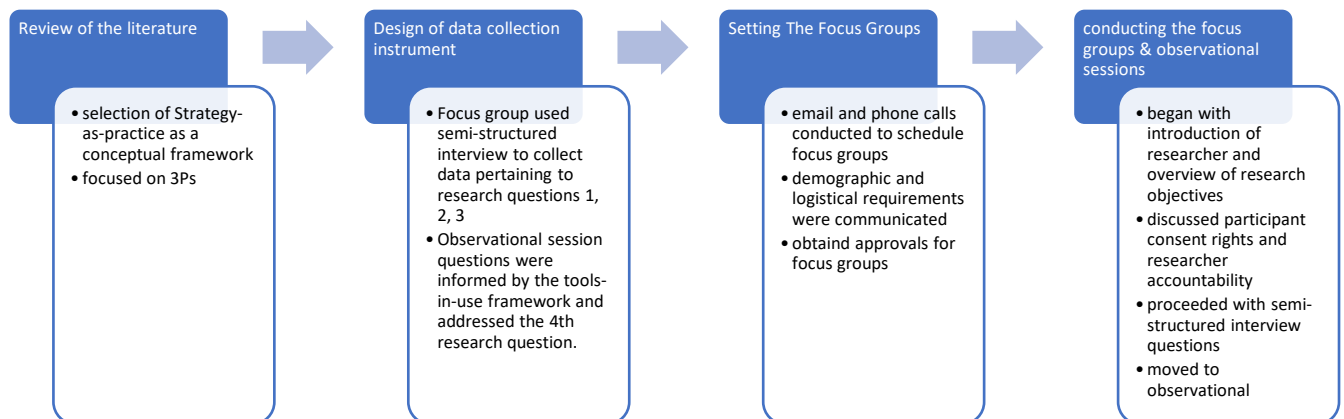 Review of the literature
• selection of Strategy-
as-practice as a
conceptual framework
• focused on 3Ps
Design of data collection
instrument
• Focus group used
semi-structured
interview to collect
data pertaining to
research questions 1,
2, 3
• Observational session
questions were
informed by the tools-
in-use framework and
addressed the 4th
research question.
Setting The Focus Groups
• email and phone calls
conducted to schedule
focus groups
• demographic and
logistical requirements
were communicated
• obtaind approvals for
focus groups
conducting the focus
groups & observational
sessions
• began with
introduction of
researcher and
overview of research
objectives
• discussed participant
consent rights and
researcher
accountability
• proceeded with semi-
structured interview
questions
• moved to
observational